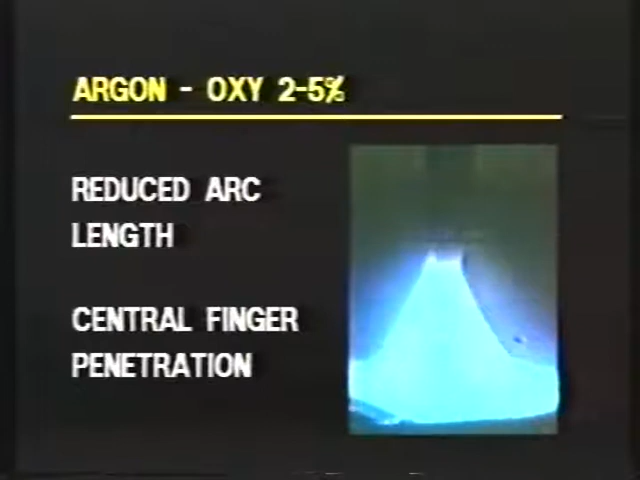 ARGON - OXY 2-5%
REDUCED ARC
LENGTH
CENTRAL FINGER
PENETRATION